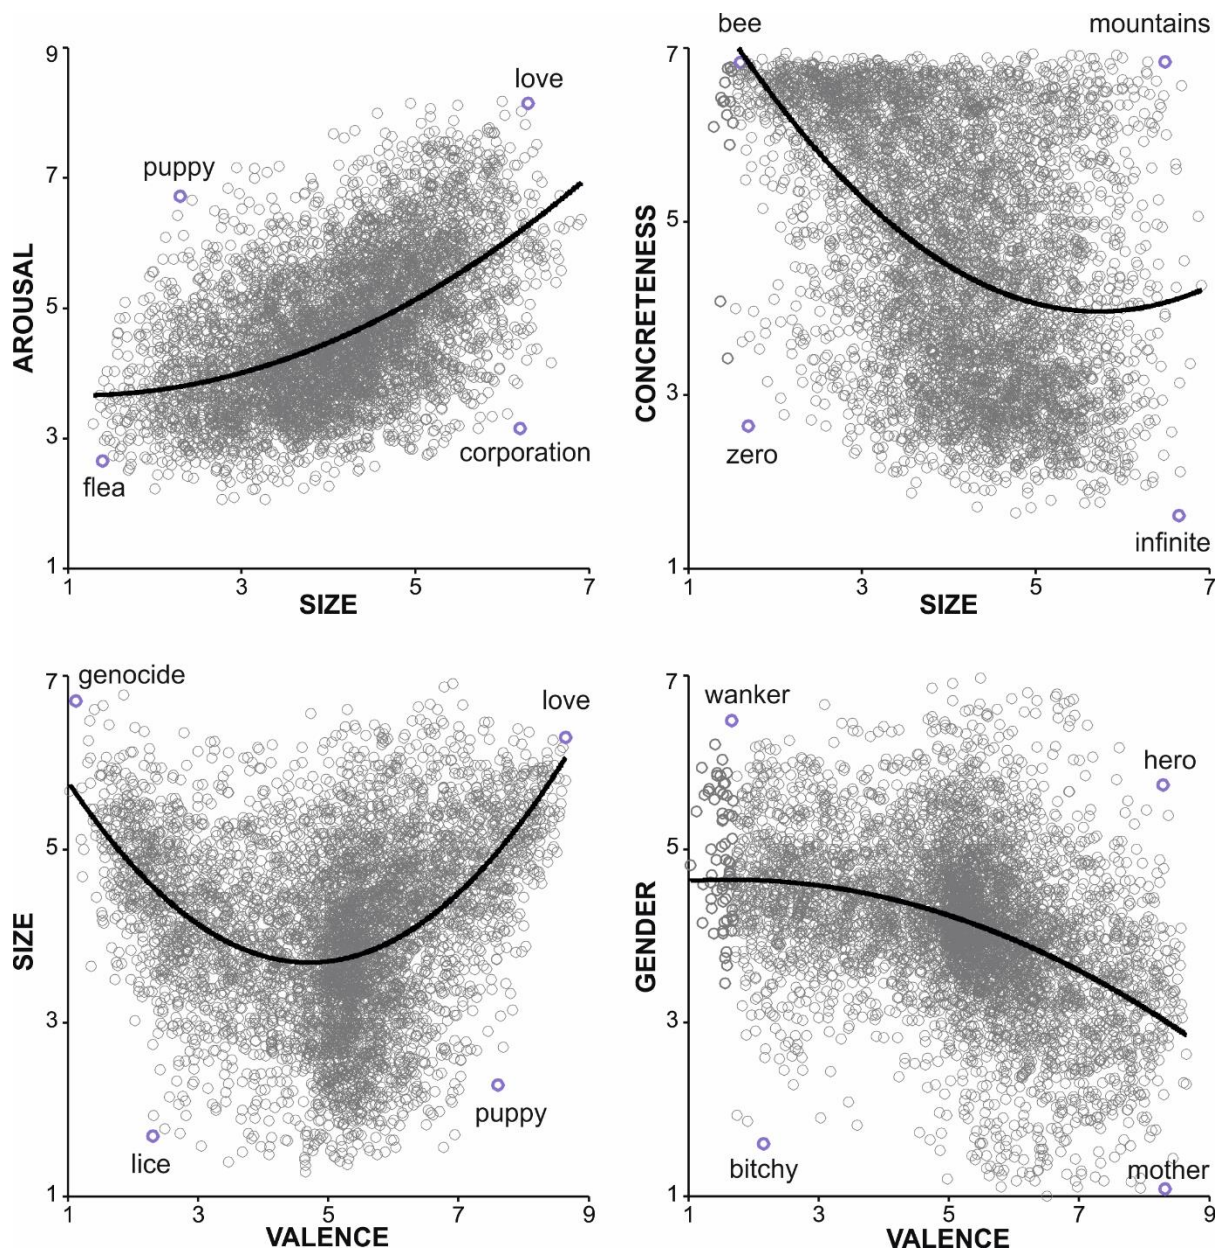 9
love
7
puppy
AROUSAL
5
3
corporation
flea
1
1
3
5
7
SIZE
bee
mountains
7
CONCRETENESS
5
3
zero
infinite
1
1
3
5
7
SIZE
7
genocide
love
5
SIZE
3
puppy
lice
1
1
3
5
7
9
VALENCE
7
wanker
hero
5
GENDER
3
bitchy
mother
1
1
3
5
7
9
VALENCE